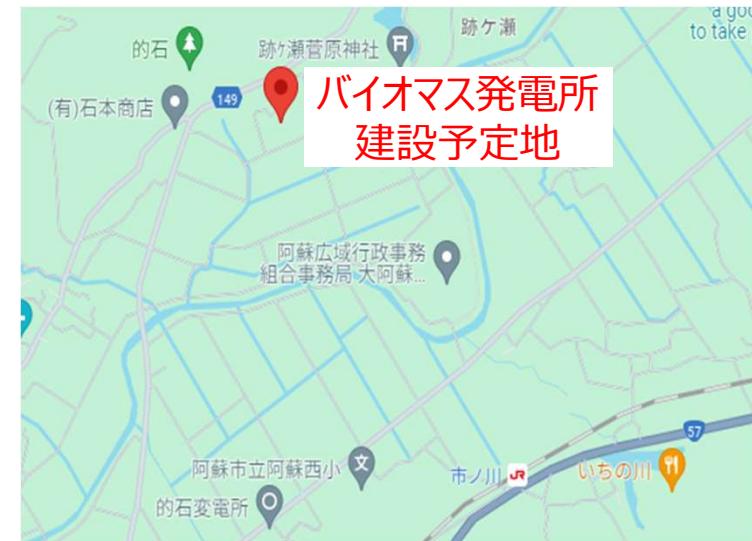 a goo
to take
跡ケ瀬
的石
跡ケ瀬菅原神社
(有)石本商店
149
バイオマス発電所
建設予定地
阿蘇広域行政事務
組合事務局 大阿蘇...
57
阿蘇市立阿蘇西小
文
市ノ川
JR
いちの川
的石変電所